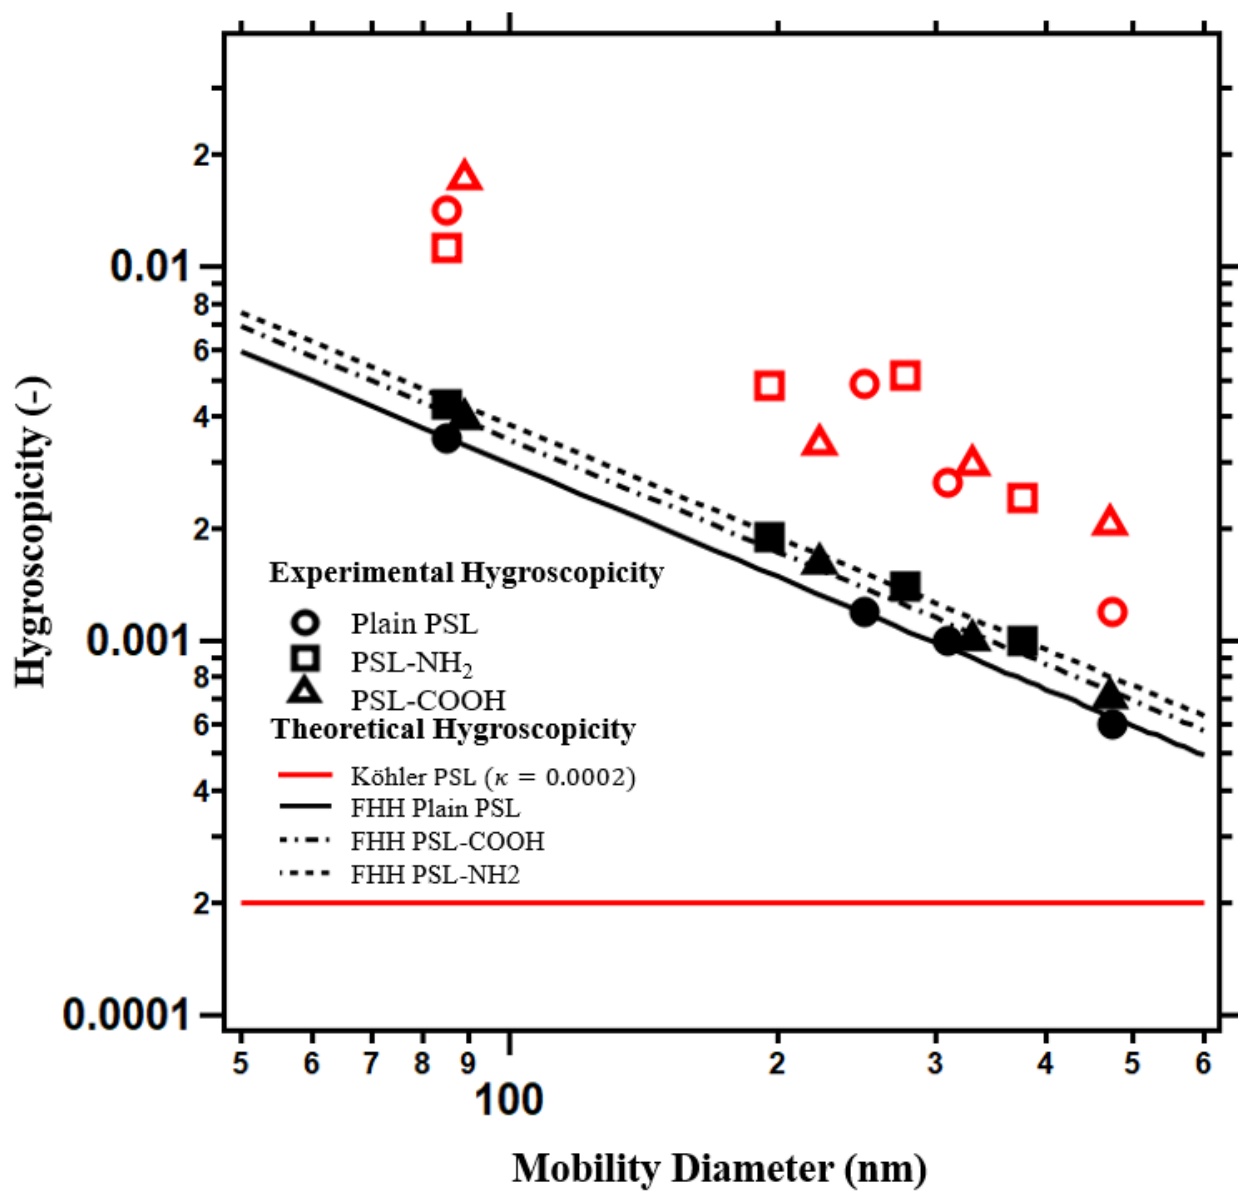 2
0.01
8
6
4
2
0.001
8
6
4
2
0.0001
Hygroscopicity (-)
Experimental Hygroscopicity
Plain PSL
PSL-NH₂
PSL-COOH
Theoretical Hygroscopicity
Köhler PSL (κ = 0.0002)
FHH Plain PSL
FHH PSL-COOH
FHH PSL-NH2
5 6 7 8 9 2 3 4 5 6
100
Mobility Diameter (nm)